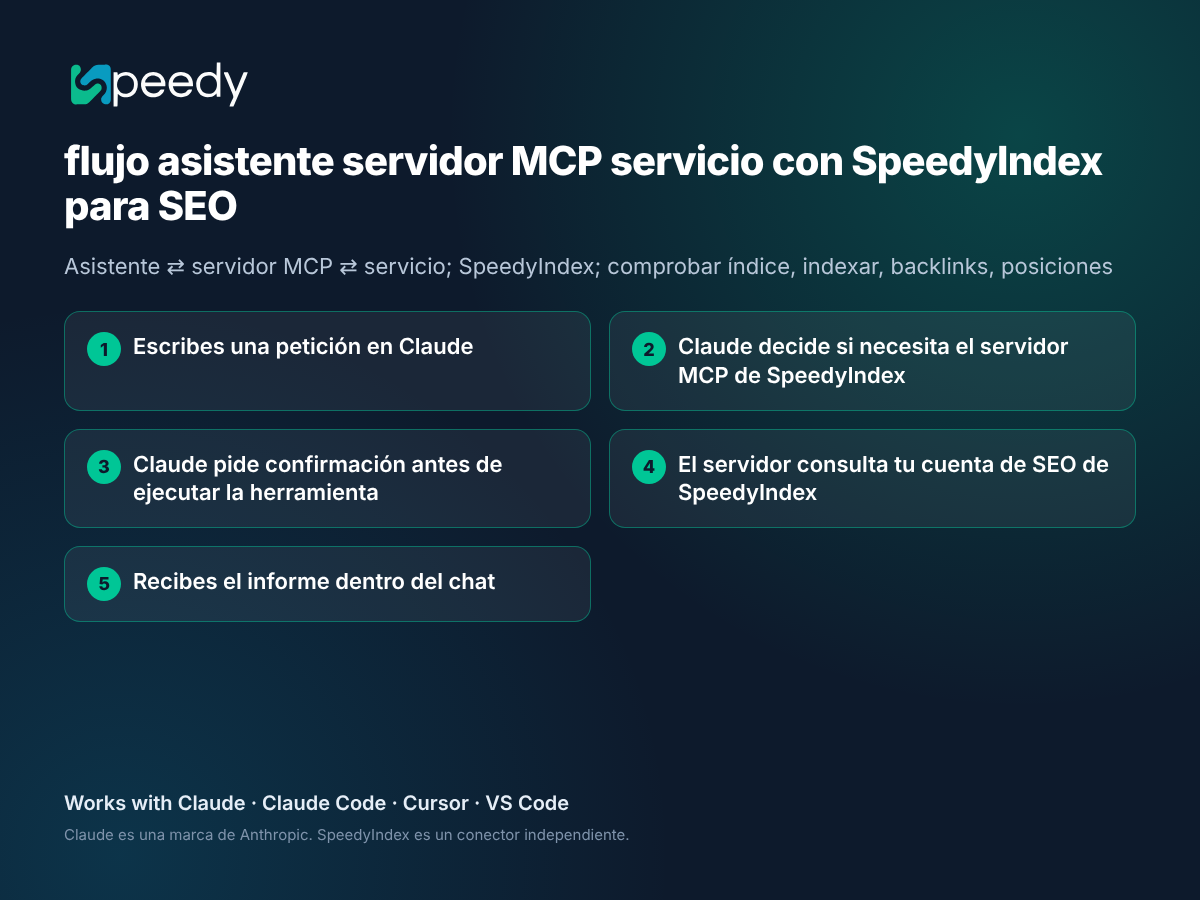 Speedy
flujo asistente servidor MCP servicio con SpeedyIndex
para SEO
Asistente ⇄ servidor MCP ⇄ servicio; SpeedyIndex; comprobar índice, indexar, backlinks, posiciones
1 Escribes una petición en Claude
2 Claude decide si necesita el servidor
MCP de SpeedyIndex
3 Claude pide confirmación antes de
ejecutar la herramienta
4 El servidor consulta tu cuenta de SEO de
SpeedyIndex
5 Recibes el informe dentro del chat
Works with Claude · Claude Code · Cursor · VS Code
Claude es una marca de Anthropic. SpeedyIndex es un conector independiente.